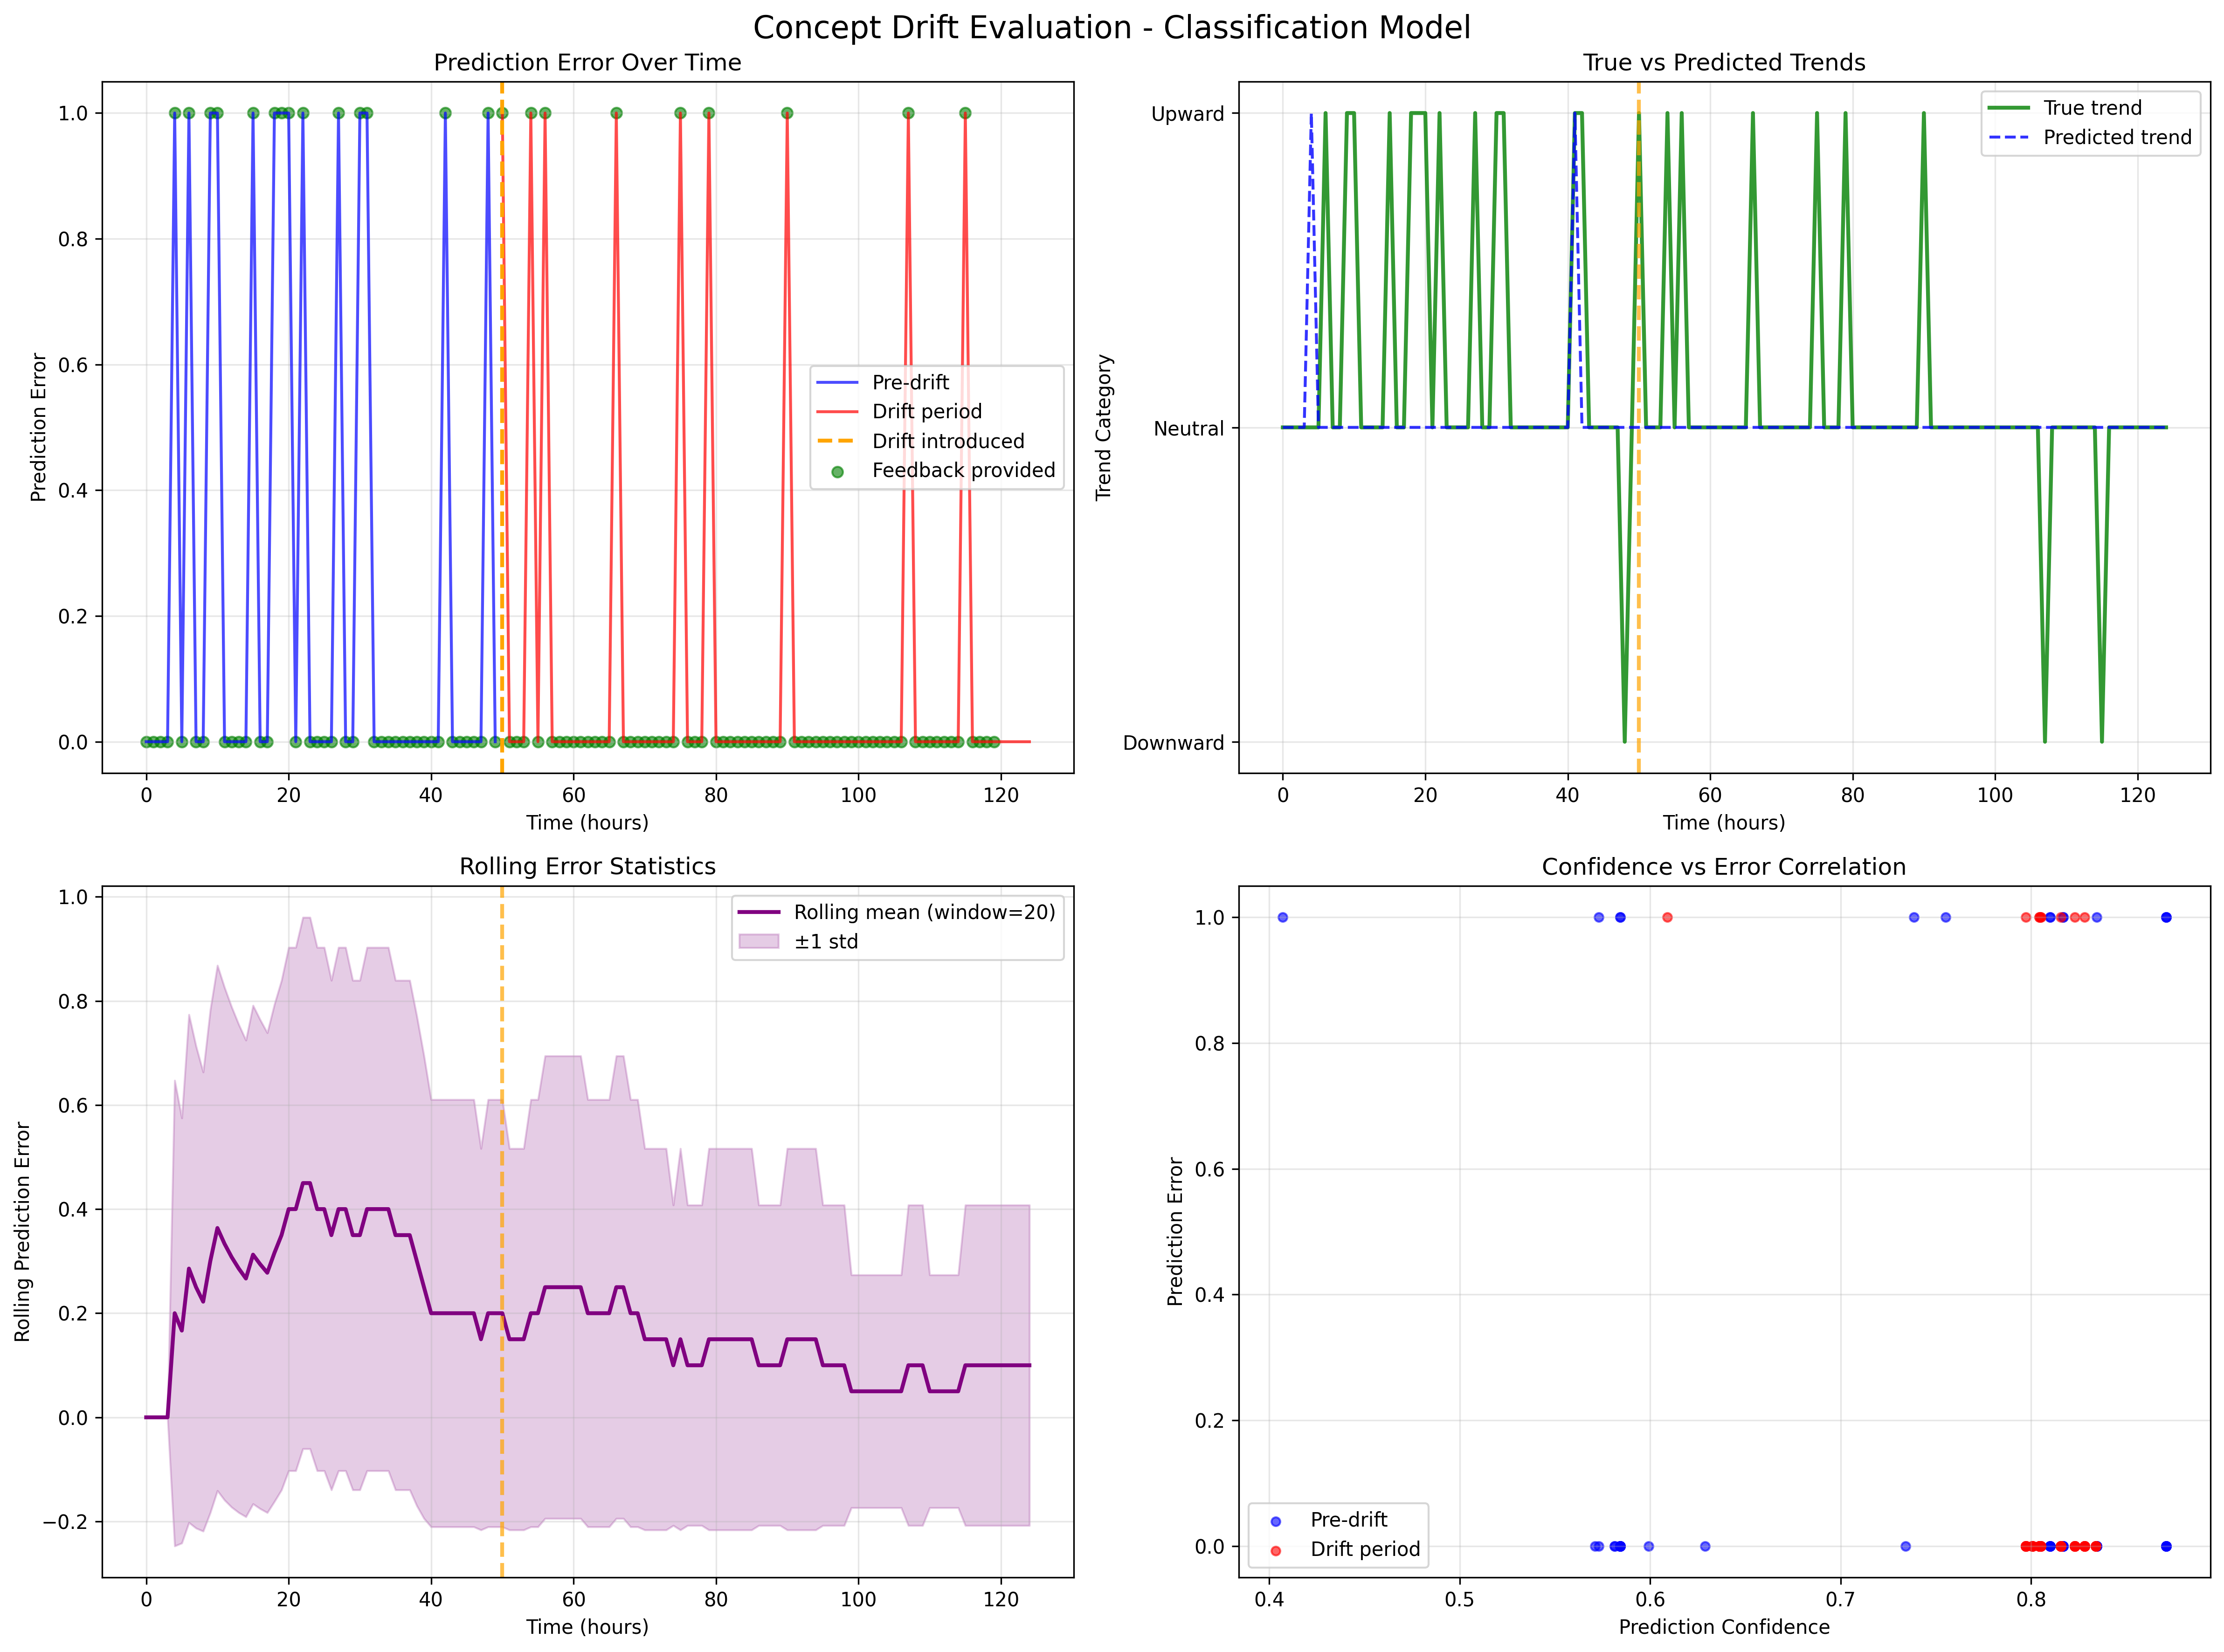 Concept Drift Evaluation - Classification Model
Prediction Error Over Time
Prediction Error
1.0
0.8
0.6
0.4
0.2
0.0
Pre-drift
Drift period
Drift introduced
Feedback provided
0 20 40 60 80 100 120
Time (hours)
True vs Predicted Trends
Trend Category
Upward
Neutral
Downward
True trend
Predicted trend
0 20 40 60 80 100 120
Time (hours)
Rolling Error Statistics
Rolling Prediction Error
1.0
0.8
0.6
0.4
0.2
0.0
−0.2
Rolling mean (window=20)
±1 std
0 20 40 60 80 100 120
Time (hours)
Confidence vs Error Correlation
Prediction Error
1.0
0.8
0.6
0.4
0.2
0.0
Pre-drift
Drift period
0.4 0.5 0.6 0.7 0.8
Prediction Confidence